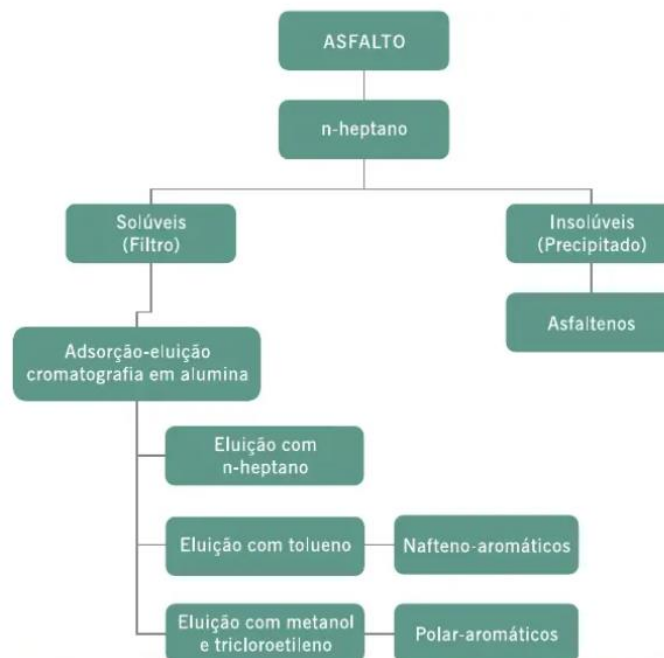 ASFALTO
n-heptano
Solúveis
(Filtro)
Insolúveis
(Precipitado)
Asfaltenos
Adsorção-eluição
cromatografia em alumina
Eluição com
n-heptano
Eluição com tolueno
Nafteno-aromáticos
Eluição com metanol
e tricloroetileno
Polar-aromáticos